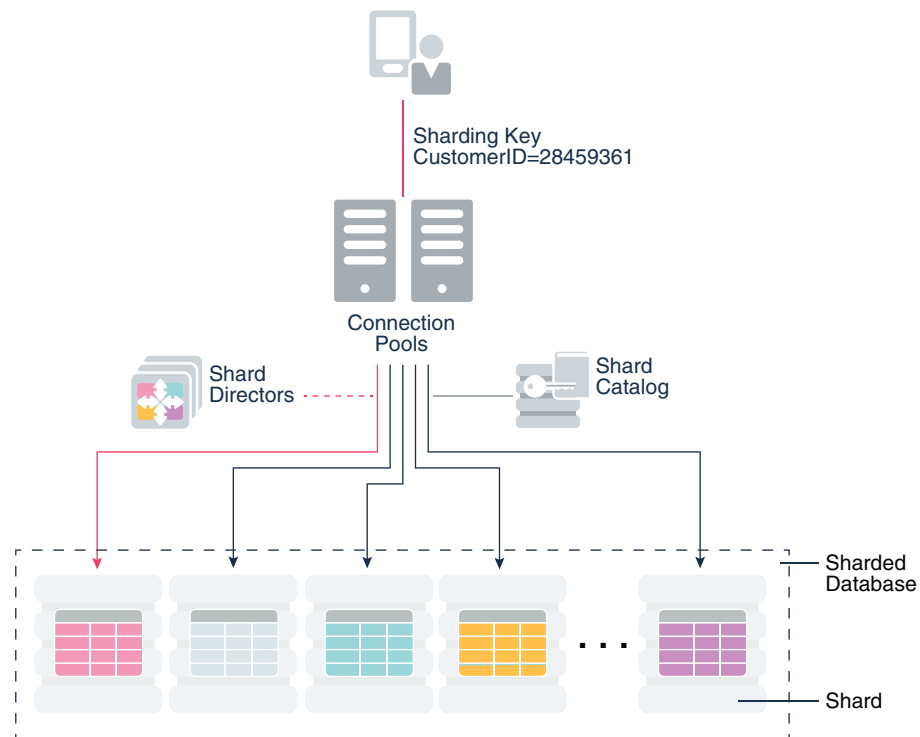 Sharding Key
CustomerID=28459361
Connection
Pools
Shard
Directors
Shard
Catalog
Sharded
Database
. . .
Shard